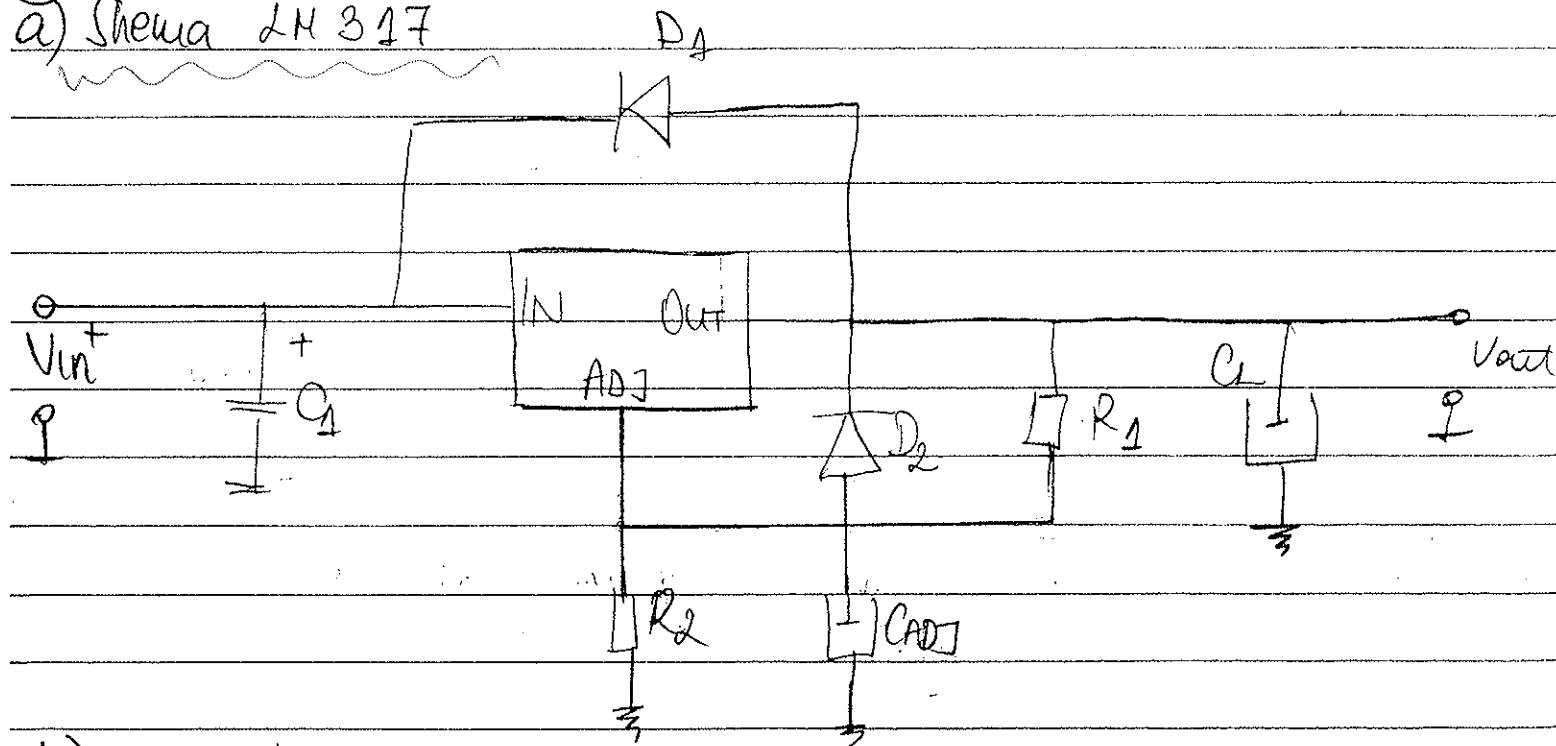 a) Shema LM 317
D1
IN OUT
ADJ
Vin +
+
C1
D2
R1
CL
Vout
R2
CADJ